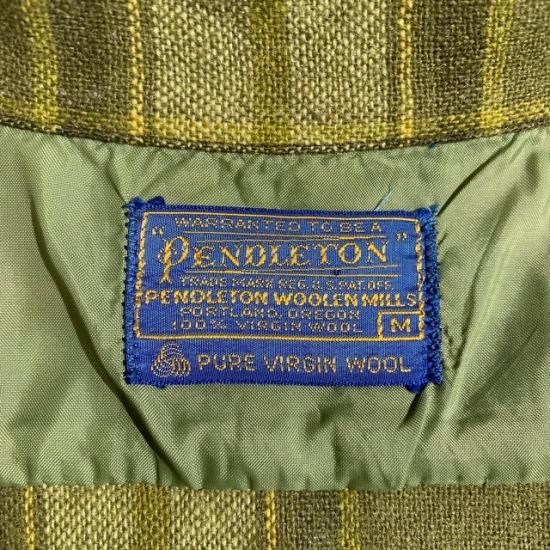 WARRANTED TO BE A
"PENDLETON"
TRADE MARK REG. U.S. PAT. OFF.
PENDLETON WOOLEN MILLS
PORTLAND, OREGON
100% VIRGIN WOOL M
PURE VIRGIN WOOL